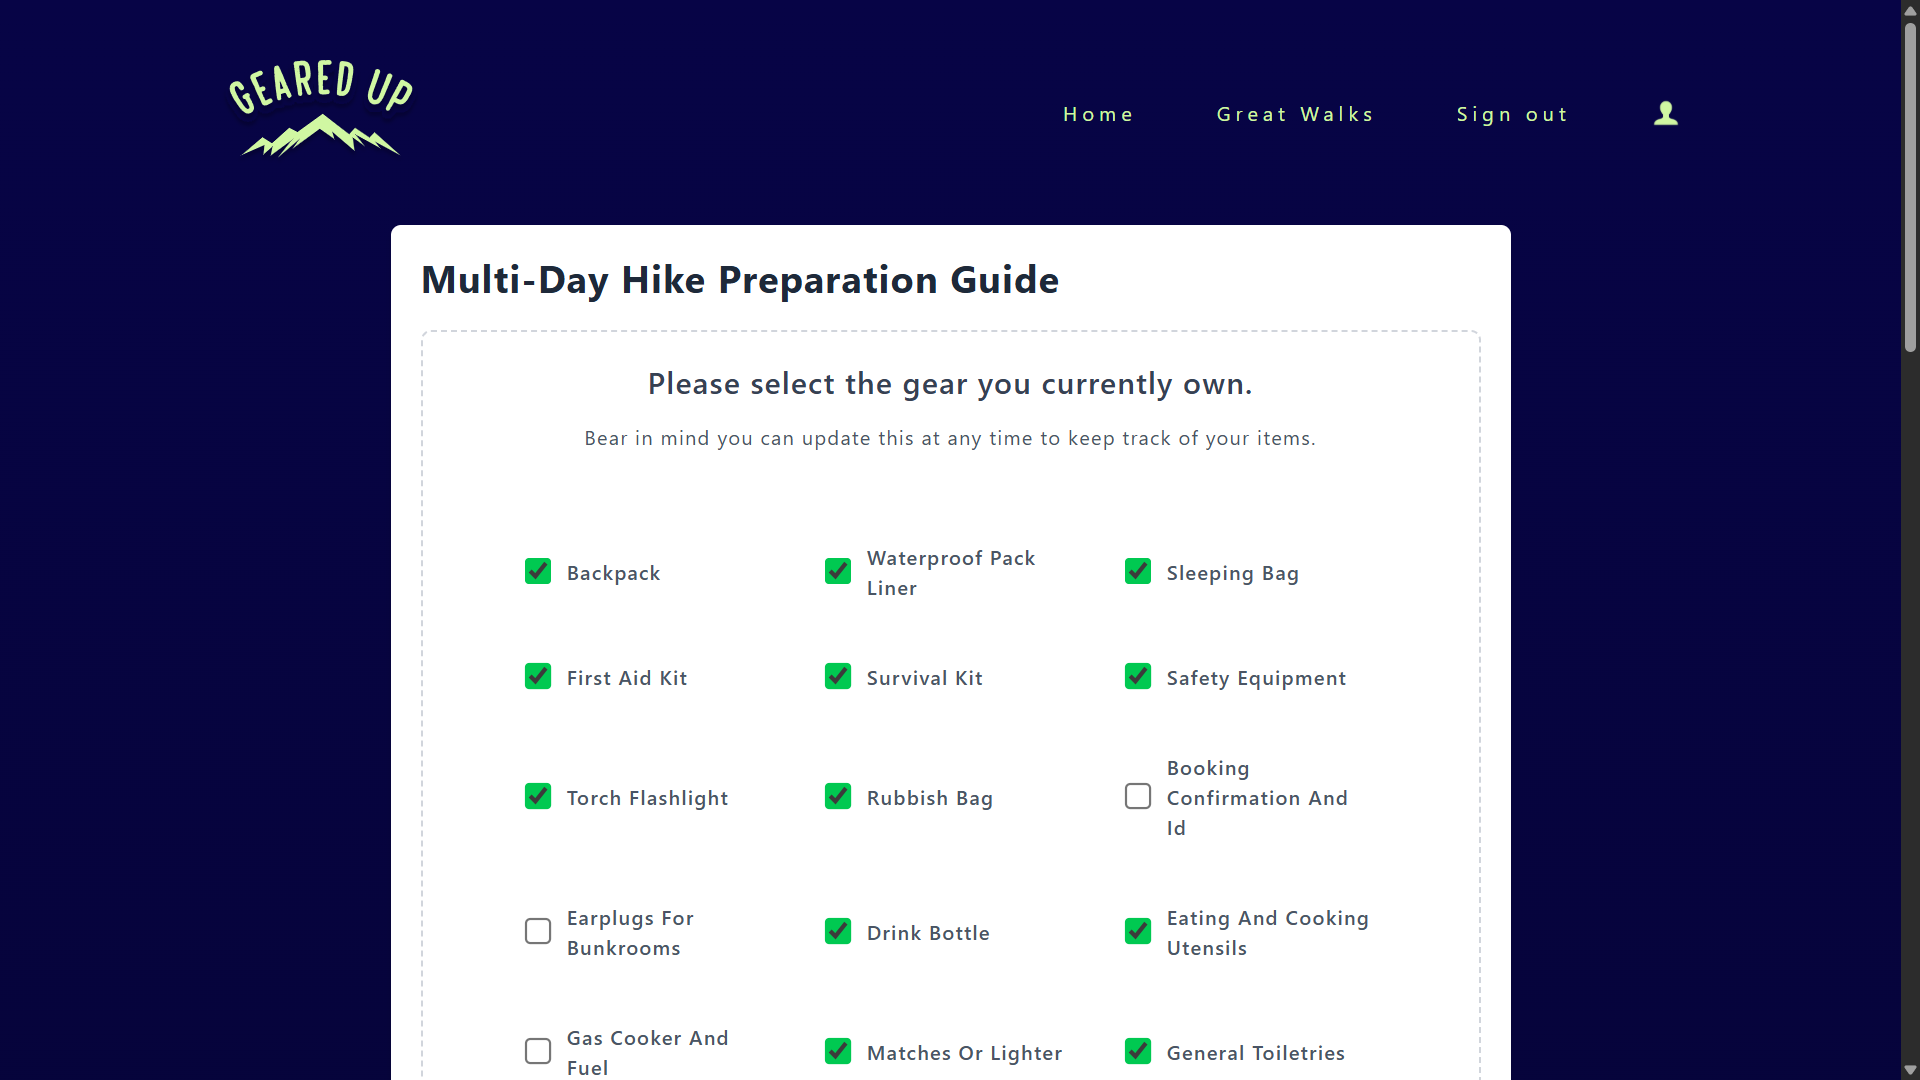 GEARED UP
Home
Great Walks
Sign out
Multi-Day Hike Preparation Guide
Please select the gear you currently own.
Bear in mind you can update this at any time to keep track of your items.
Backpack
Waterproof Pack
Liner
Sleeping Bag
First Aid Kit
Survival Kit
Safety Equipment
Torch Flashlight
Rubbish Bag
Booking
Confirmation And
Id
Earplugs For
Bunkrooms
Drink Bottle
Eating And Cooking
Utensils
Gas Cooker And
Fuel
Matches Or Lighter
General Toiletries